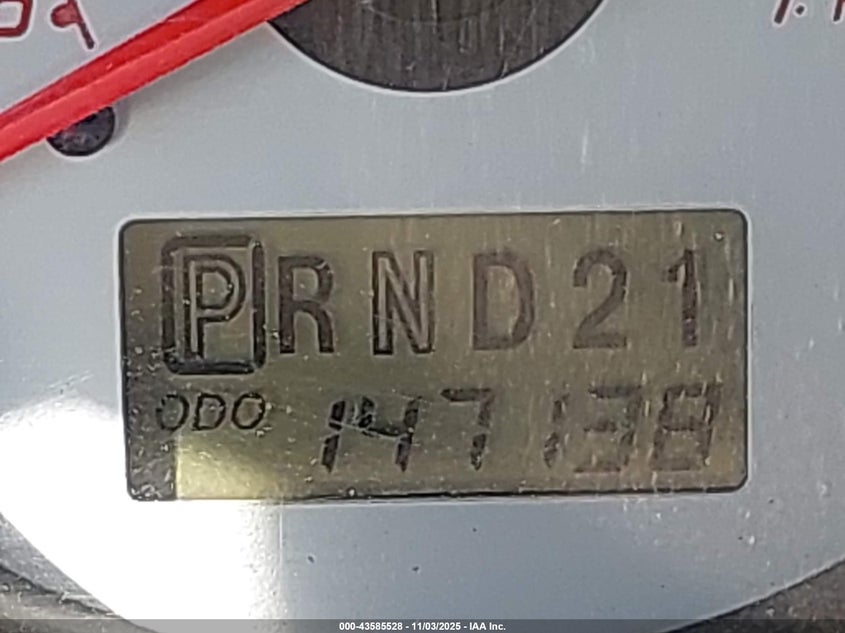 PRND21
ODO 147138
000-43585528 - 11/03/2025 - IAA Inc.